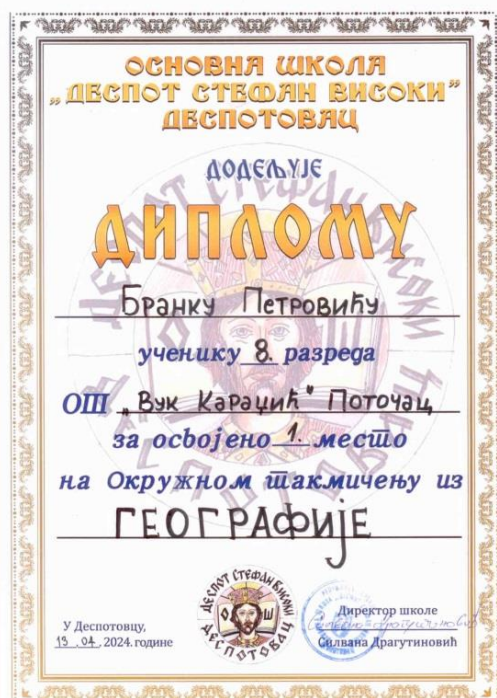 ОСНОВНА ШКОЛА
„ДЕСПОТ СТЕФАН ВИСОКИ”
ДЕСПОТОВАЦ
ДОДЕЉУЈЕ
ДИПЛОМУ
Бранку Петровићу
ученику 8. разреда
ОШ „Вук Караџић" Поточац
за освојено 1. место
на Окружном такмичењу из
ГЕОГРАФИЈЕ
ДЕСПОТ СТЕФАН ВИСОКИ
О Ш
ДЕСПОТОВАЦ
У Деспотовцу,
19.04.2024. године
Директор школе
Силвана Драгутиновић